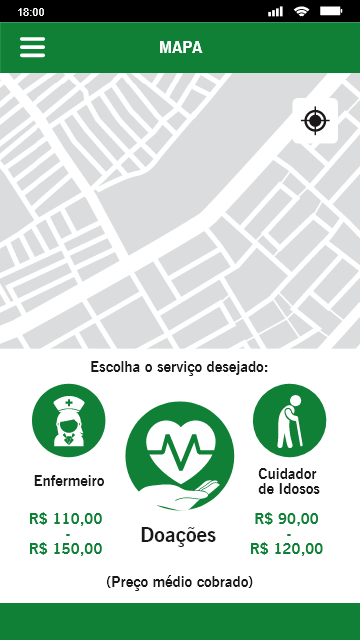 18:00
MAPA
Escolha o serviço desejado:
Enfermeiro
R$ 110,00
-
R$ 150,00
Doações
Cuidador
de Idosos
R$ 90,00
-
R$ 120,00
(Preço médio cobrado)